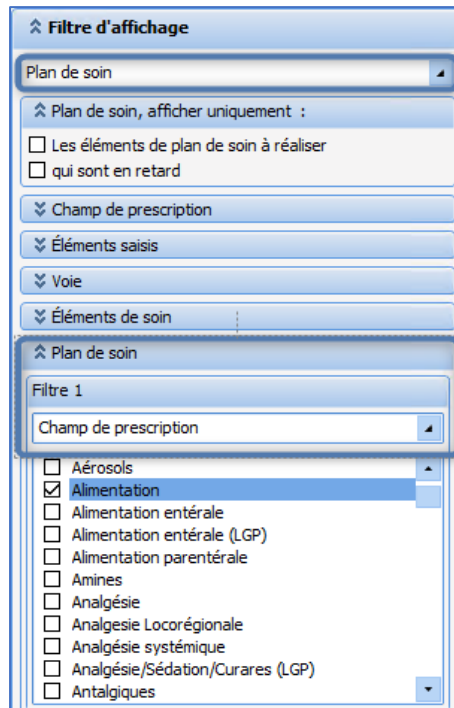 Filtre d'affichage
Plan de soin
Plan de soin, afficher uniquement :
Les éléments de plan de soin à réaliser
qui sont en retard
Champ de prescription
Éléments saisis
Voie
Éléments de soin
Plan de soin
Filtre 1
Champ de prescription
Aérosols
Alimentation
Alimentation entérale
Alimentation entérale (LGP)
Alimentation parentérale
Amines
Analgésie
Analgesie Locorégionale
Analgésie systémique
Analgésie/Sédation/Curares (LGP)
Antalgiques